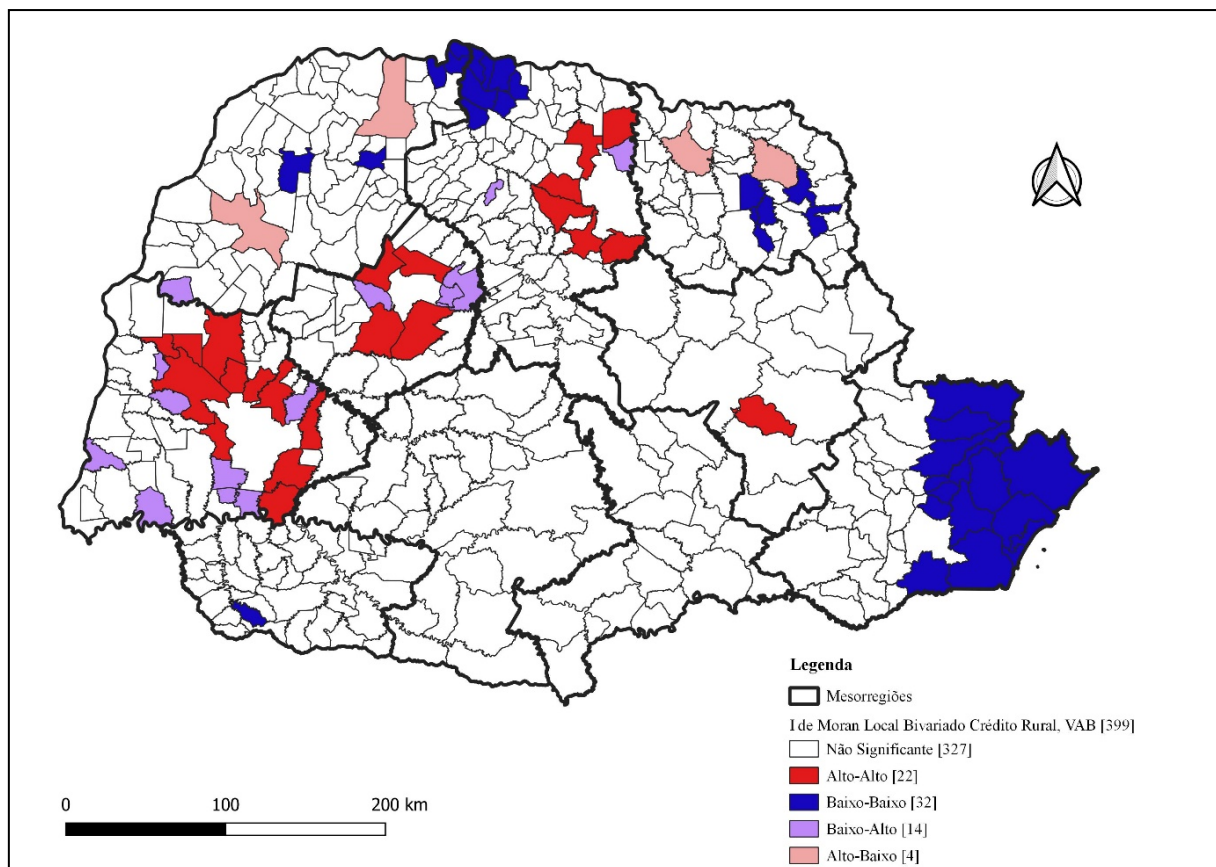 Legenda
Mesorregiões
I de Moran Local Bivariado Crédito Rural, VAB [399]
Não Significante [327]
Alto-Alto [22]
Baixo-Baixo [32]
Baixo-Alto [14]
Alto-Baixo [4]
0 100 200 km